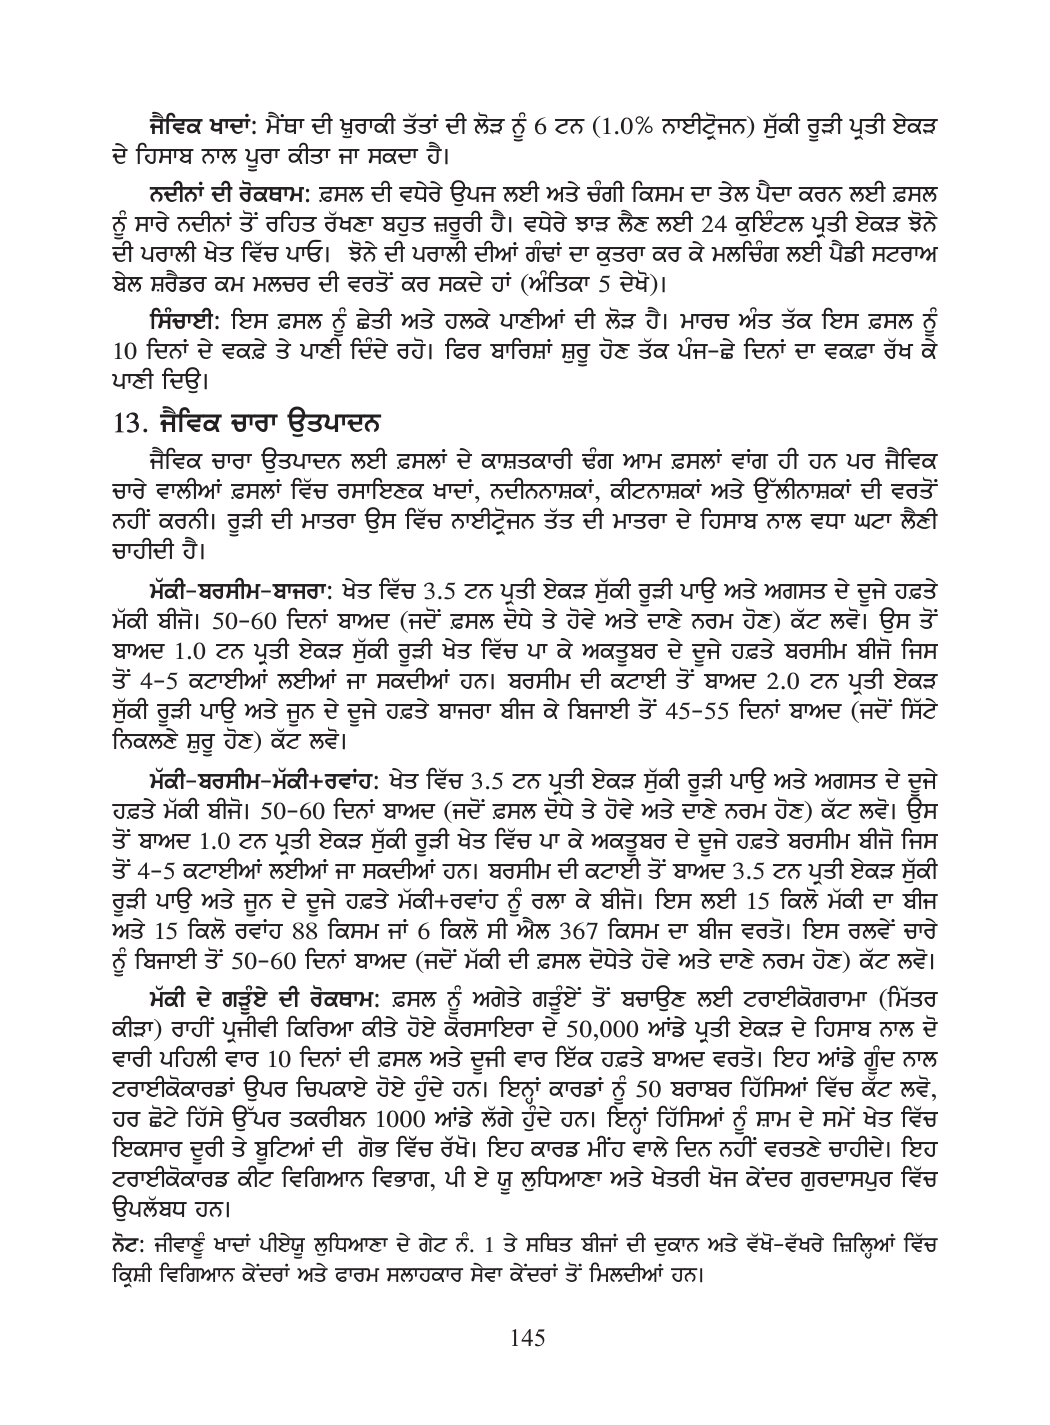 ਜੈਵਿਕ ਖਾਦਾਂ: ਮੈਂਥਾ ਦੀ ਖ਼ੁਰਾਕੀ ਤੱਤਾਂ ਦੀ ਲੋੜ ਨੂੰ 6 ਟਨ (1.0% ਨਾਈਟ੍ਰੋਜਨ) ਸੁੱਕੀ ਰੂੜੀ ਪ੍ਰਤੀ ਏਕੜ
ਦੇ ਹਿਸਾਬ ਨਾਲ ਪੂਰਾ ਕੀਤਾ ਜਾ ਸਕਦਾ ਹੈ।
ਨਦੀਨਾਂ ਦੀ ਰੋਕਥਾਮ: ਫ਼ਸਲ ਦੀ ਵਧੇਰੇ ਉਪਜ ਲਈ ਅਤੇ ਚੰਗੀ ਕਿਸਮ ਦਾ ਤੇਲ ਪੈਦਾ ਕਰਨ ਲਈ ਫ਼ਸਲ
ਨੂੰ ਸਾਰੇ ਨਦੀਨਾਂ ਤੋਂ ਰਹਿਤ ਰੱਖਣਾ ਬਹੁਤ ਜ਼ਰੂਰੀ ਹੈ। ਵਧੇਰੇ ਝਾੜ ਲੈਣ ਲਈ 24 ਕੁਇੰਟਲ ਪ੍ਰਤੀ ਏਕੜ ਝੋਨੇ
ਦੀ ਪਰਾਲੀ ਖੇਤ ਵਿੱਚ ਪਾਓ। ਝੋਨੇ ਦੀ ਪਰਾਲੀ ਦੀਆਂ ਗੰਢਾਂ ਦਾ ਕੁਤਰਾ ਕਰ ਕੇ ਮਲਚਿੰਗ ਲਈ ਪੈਡੀ ਸਟਰਾਅ
ਬੇਲ ਸ਼ਰੈਡਰ ਕਮ ਮਲਚਰ ਦੀ ਵਰਤੋਂ ਕਰ ਸਕਦੇ ਹਾਂ (ਅੰਤਿਕਾ 5 ਦੇਖੋ)।
ਸਿੰਚਾਈ: ਇਸ ਫ਼ਸਲ ਨੂੰ ਛੇਤੀ ਅਤੇ ਹਲਕੇ ਪਾਣੀਆਂ ਦੀ ਲੋੜ ਹੈ। ਮਾਰਚ ਅੰਤ ਤੱਕ ਇਸ ਫ਼ਸਲ ਨੂੰ
10 ਦਿਨਾਂ ਦੇ ਵਕਫ਼ੇ ਤੇ ਪਾਣੀ ਦਿੰਦੇ ਰਹੋ। ਫਿਰ ਬਾਰਿਸ਼ਾਂ ਸ਼ੁਰੂ ਹੋਣ ਤੱਕ ਪੰਜ-ਛੇ ਦਿਨਾਂ ਦਾ ਵਕਫ਼ਾ ਰੱਖ ਕੇ
ਪਾਣੀ ਦਿਉ।
13. ਜੈਵਿਕ ਚਾਰਾ ਉਤਪਾਦਨ
ਜੈਵਿਕ ਚਾਰਾ ਉਤਪਾਦਨ ਲਈ ਫ਼ਸਲਾਂ ਦੇ ਕਾਸ਼ਤਕਾਰੀ ਢੰਗ ਆਮ ਫ਼ਸਲਾਂ ਵਾਂਗ ਹੀ ਹਨ ਪਰ ਜੈਵਿਕ
ਚਾਰੇ ਵਾਲੀਆਂ ਫ਼ਸਲਾਂ ਵਿੱਚ ਰਸਾਇਣਕ ਖਾਦਾਂ, ਨਦੀਨਨਾਸ਼ਕਾਂ, ਕੀਟਨਾਸ਼ਕਾਂ ਅਤੇ ਉੱਲੀਨਾਸ਼ਕਾਂ ਦੀ ਵਰਤੋਂ
ਨਹੀਂ ਕਰਨੀ। ਰੂੜੀ ਦੀ ਮਾਤਰਾ ਉਸ ਵਿੱਚ ਨਾਈਟ੍ਰੋਜਨ ਤੱਤ ਦੀ ਮਾਤਰਾ ਦੇ ਹਿਸਾਬ ਨਾਲ ਵਧਾ ਘਟਾ ਲੈਣੀ
ਚਾਹੀਦੀ ਹੈ।
ਮੱਕੀ-ਬਰਸੀਮ-ਬਾਜਰਾ: ਖੇਤ ਵਿੱਚ 3.5 ਟਨ ਪ੍ਰਤੀ ਏਕੜ ਸੁੱਕੀ ਰੂੜੀ ਪਾਉ ਅਤੇ ਅਗਸਤ ਦੇ ਦੂਜੇ ਹਫ਼ਤੇ
ਮੱਕੀ ਬੀਜੋ। 50-60 ਦਿਨਾਂ ਬਾਅਦ (ਜਦੋਂ ਫ਼ਸਲ ਦੋਧੇ ਤੇ ਹੋਵੇ ਅਤੇ ਦਾਣੇ ਨਰਮ ਹੋਣ) ਕੱਟ ਲਵੋ। ਉਸ ਤੋਂ
ਬਾਅਦ 1.0 ਟਨ ਪ੍ਰਤੀ ਏਕੜ ਸੁੱਕੀ ਰੂੜੀ ਖੇਤ ਵਿੱਚ ਪਾ ਕੇ ਅਕਤੂਬਰ ਦੇ ਦੂਜੇ ਹਫ਼ਤੇ ਬਰਸੀਮ ਬੀਜੋ ਜਿਸ
ਤੋਂ 4-5 ਕਟਾਈਆਂ ਲਈਆਂ ਜਾ ਸਕਦੀਆਂ ਹਨ। ਬਰਸੀਮ ਦੀ ਕਟਾਈ ਤੋਂ ਬਾਅਦ 2.0 ਟਨ ਪ੍ਰਤੀ ਏਕੜ
ਸੁੱਕੀ ਰੂੜੀ ਪਾਉ ਅਤੇ ਜੂਨ ਦੇ ਦੂਜੇ ਹਫ਼ਤੇ ਬਾਜਰਾ ਬੀਜ ਕੇ ਬਿਜਾਈ ਤੋਂ 45-55 ਦਿਨਾਂ ਬਾਅਦ (ਜਦੋਂ ਸਿੱਟੇ
ਨਿਕਲਣੇ ਸ਼ੁਰੂ ਹੋਣ) ਕੱਟ ਲਵੋ।
ਮੱਕੀ-ਬਰਸੀਮ-ਮੱਕੀ+ਰਵਾਂਹ: ਖੇਤ ਵਿੱਚ 3.5 ਟਨ ਪ੍ਰਤੀ ਏਕੜ ਸੁੱਕੀ ਰੂੜੀ ਪਾਉ ਅਤੇ ਅਗਸਤ ਦੇ ਦੂਜੇ
ਹਫ਼ਤੇ ਮੱਕੀ ਬੀਜੋ। 50-60 ਦਿਨਾਂ ਬਾਅਦ (ਜਦੋਂ ਫ਼ਸਲ ਦੋਧੇ ਤੇ ਹੋਵੇ ਅਤੇ ਦਾਣੇ ਨਰਮ ਹੋਣ) ਕੱਟ ਲਵੋ। ਉਸ
ਤੋਂ ਬਾਅਦ 1.0 ਟਨ ਪ੍ਰਤੀ ਏਕੜ ਸੁੱਕੀ ਰੂੜੀ ਖੇਤ ਵਿੱਚ ਪਾ ਕੇ ਅਕਤੂਬਰ ਦੇ ਦੂਜੇ ਹਫ਼ਤੇ ਬਰਸੀਮ ਬੀਜੋ ਜਿਸ
ਤੋਂ 4-5 ਕਟਾਈਆਂ ਲਈਆਂ ਜਾ ਸਕਦੀਆਂ ਹਨ। ਬਰਸੀਮ ਦੀ ਕਟਾਈ ਤੋਂ ਬਾਅਦ 3.5 ਟਨ ਪ੍ਰਤੀ ਏਕੜ ਸੁੱਕੀ
ਰੂੜੀ ਪਾਉ ਅਤੇ ਜੂਨ ਦੇ ਦੂਜੇ ਹਫ਼ਤੇ ਮੱਕੀ+ਰਵਾਂਹ ਨੂੰ ਰਲਾ ਕੇ ਬੀਜੋ। ਇਸ ਲਈ 15 ਕਿਲੋ ਮੱਕੀ ਦਾ ਬੀਜ
ਅਤੇ 15 ਕਿਲੋ ਰਵਾਂਹ 88 ਕਿਸਮ ਜਾਂ 6 ਕਿਲੋ ਸੀ ਐਲ 367 ਕਿਸਮ ਦਾ ਬੀਜ ਵਰਤੋ। ਇਸ ਰਲਵੇਂ ਚਾਰੇ
ਨੂੰ ਬਿਜਾਈ ਤੋਂ 50-60 ਦਿਨਾਂ ਬਾਅਦ (ਜਦੋਂ ਮੱਕੀ ਦੀ ਫ਼ਸਲ ਦੋਧੇਤੇ ਹੋਵੇ ਅਤੇ ਦਾਣੇ ਨਰਮ ਹੋਣ) ਕੱਟ ਲਵੋ।
ਮੱਕੀ ਦੇ ਗੜੂੰਏ ਦੀ ਰੋਕਥਾਮ: ਫ਼ਸਲ ਨੂੰ ਅਗੇਤੇ ਗੜੂੰਏਂ ਤੋਂ ਬਚਾਉਣ ਲਈ ਟਰਾਈਕੋਗਰਾਮਾ (ਮਿੱਤਰ
ਕੀੜਾ) ਰਾਹੀਂ ਪ੍ਰਜੀਵੀ ਕਿਰਿਆ ਕੀਤੇ ਹੋਏ ਕੋਰਸਾਇਰਾ ਦੇ 50,000 ਆਂਡੇ ਪ੍ਰਤੀ ਏਕੜ ਦੇ ਹਿਸਾਬ ਨਾਲ ਦੋ
ਵਾਰੀ ਪਹਿਲੀ ਵਾਰ 10 ਦਿਨਾਂ ਦੀ ਫ਼ਸਲ ਅਤੇ ਦੂਜੀ ਵਾਰ ਇੱਕ ਹਫ਼ਤੇ ਬਾਅਦ ਵਰਤੋ। ਇਹ ਆਂਡੇ ਗੂੰਦ ਨਾਲ
ਟਰਾਈਕੋਕਾਰਡਾਂ ਉਪਰ ਚਿਪਕਾਏ ਹੋਏ ਹੁੰਦੇ ਹਨ। ਇਨ੍ਹਾਂ ਕਾਰਡਾਂ ਨੂੰ 50 ਬਰਾਬਰ ਹਿੱਸਿਆਂ ਵਿੱਚ ਕੱਟ ਲਵੋ,
ਹਰ ਛੋਟੇ ਹਿੱਸੇ ਉੱਪਰ ਤਕਰੀਬਨ 1000 ਆਂਡੇ ਲੱਗੇ ਹੁੰਦੇ ਹਨ। ਇਨ੍ਹਾਂ ਹਿੱਸਿਆਂ ਨੂੰ ਸ਼ਾਮ ਦੇ ਸਮੇਂ ਖੇਤ ਵਿੱਚ
ਇਕਸਾਰ ਦੂਰੀ ਤੇ ਬੂਟਿਆਂ ਦੀ ਗੋਭ ਵਿੱਚ ਰੱਖੋ। ਇਹ ਕਾਰਡ ਮੀਂਹ ਵਾਲੇ ਦਿਨ ਨਹੀਂ ਵਰਤਣੇ ਚਾਹੀਦੇ। ਇਹ
ਟਰਾਈਕੋਕਾਰਡ ਕੀਟ ਵਿਗਿਆਨ ਵਿਭਾਗ, ਪੀ ਏ ਯੂ ਲੁਧਿਆਣਾ ਅਤੇ ਖੇਤਰੀ ਖੋਜ ਕੇਂਦਰ ਗੁਰਦਾਸਪੁਰ ਵਿੱਚ
ਉਪਲੱਬਧ ਹਨ।
ਨੋਟ: ਜੀਵਾਣੂੰ ਖਾਦਾਂ ਪੀਏਯੂ ਲੁਧਿਆਣਾ ਦੇ ਗੇਟ ਨੰ. 1 ਤੇ ਸਥਿਤ ਬੀਜਾਂ ਦੀ ਦੁਕਾਨ ਅਤੇ ਵੱਖੋ-ਵੱਖਰੇ ਜ਼ਿਲ੍ਹਿਆਂ ਵਿੱਚ
ਕ੍ਰਿਸ਼ੀ ਵਿਗਿਆਨ ਕੇਂਦਰਾਂ ਅਤੇ ਫਾਰਮ ਸਲਾਹਕਾਰ ਸੇਵਾ ਕੇਂਦਰਾਂ ਤੋਂ ਮਿਲਦੀਆਂ ਹਨ।
145